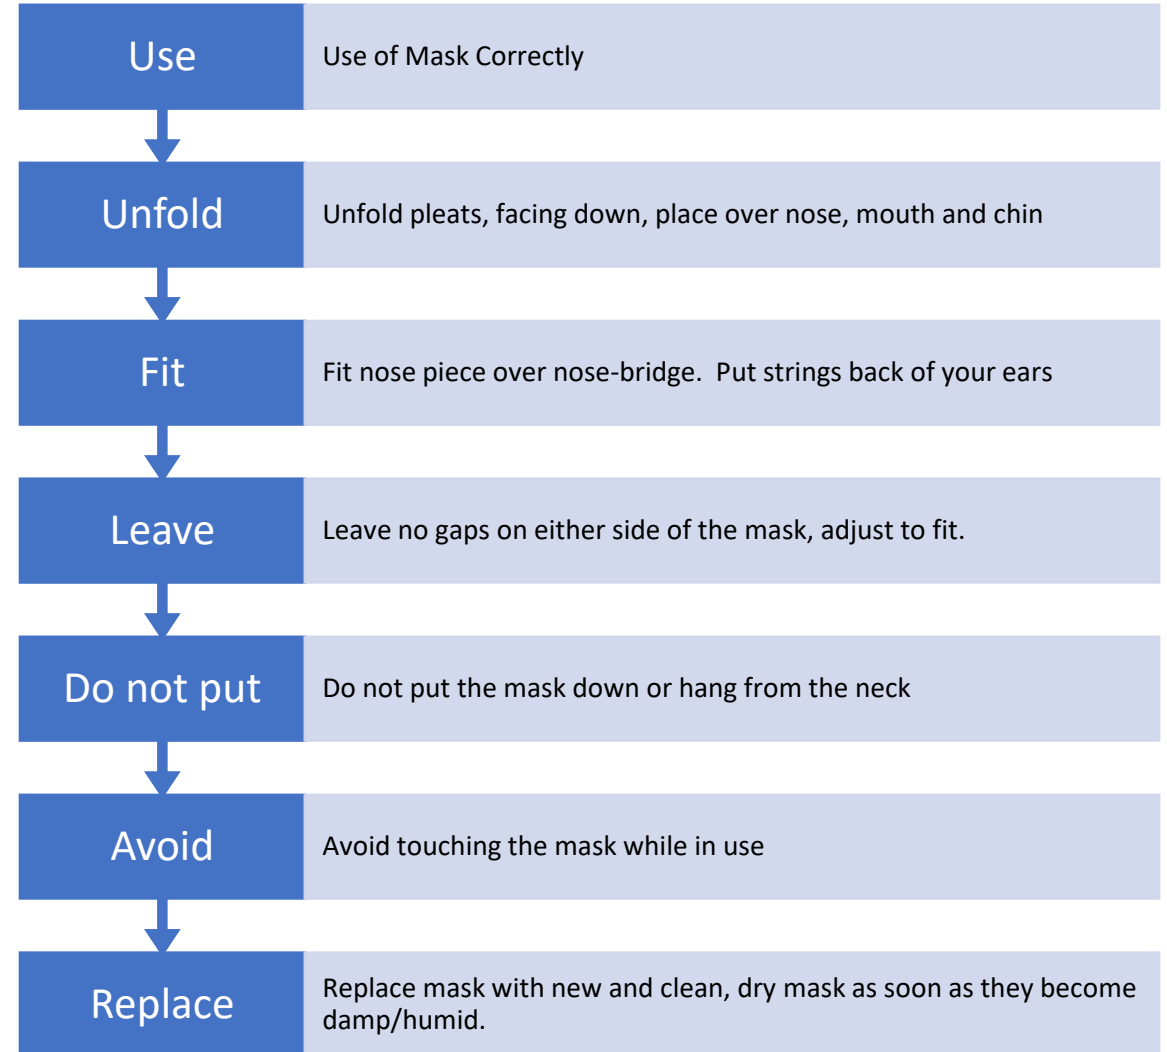 Use
Use of Mask Correctly
Unfold
Unfold pleats, facing down, place over nose, mouth and chin
Fit
Fit nose piece over nose-bridge.  Put strings back of your ears
Leave
Leave no gaps on either side of the mask, adjust to fit.
Do not put
Do not put the mask down or hang from the neck
Avoid
Avoid touching the mask while in use
Replace
Replace mask with new and clean, dry mask as soon as they become
damp/humid.